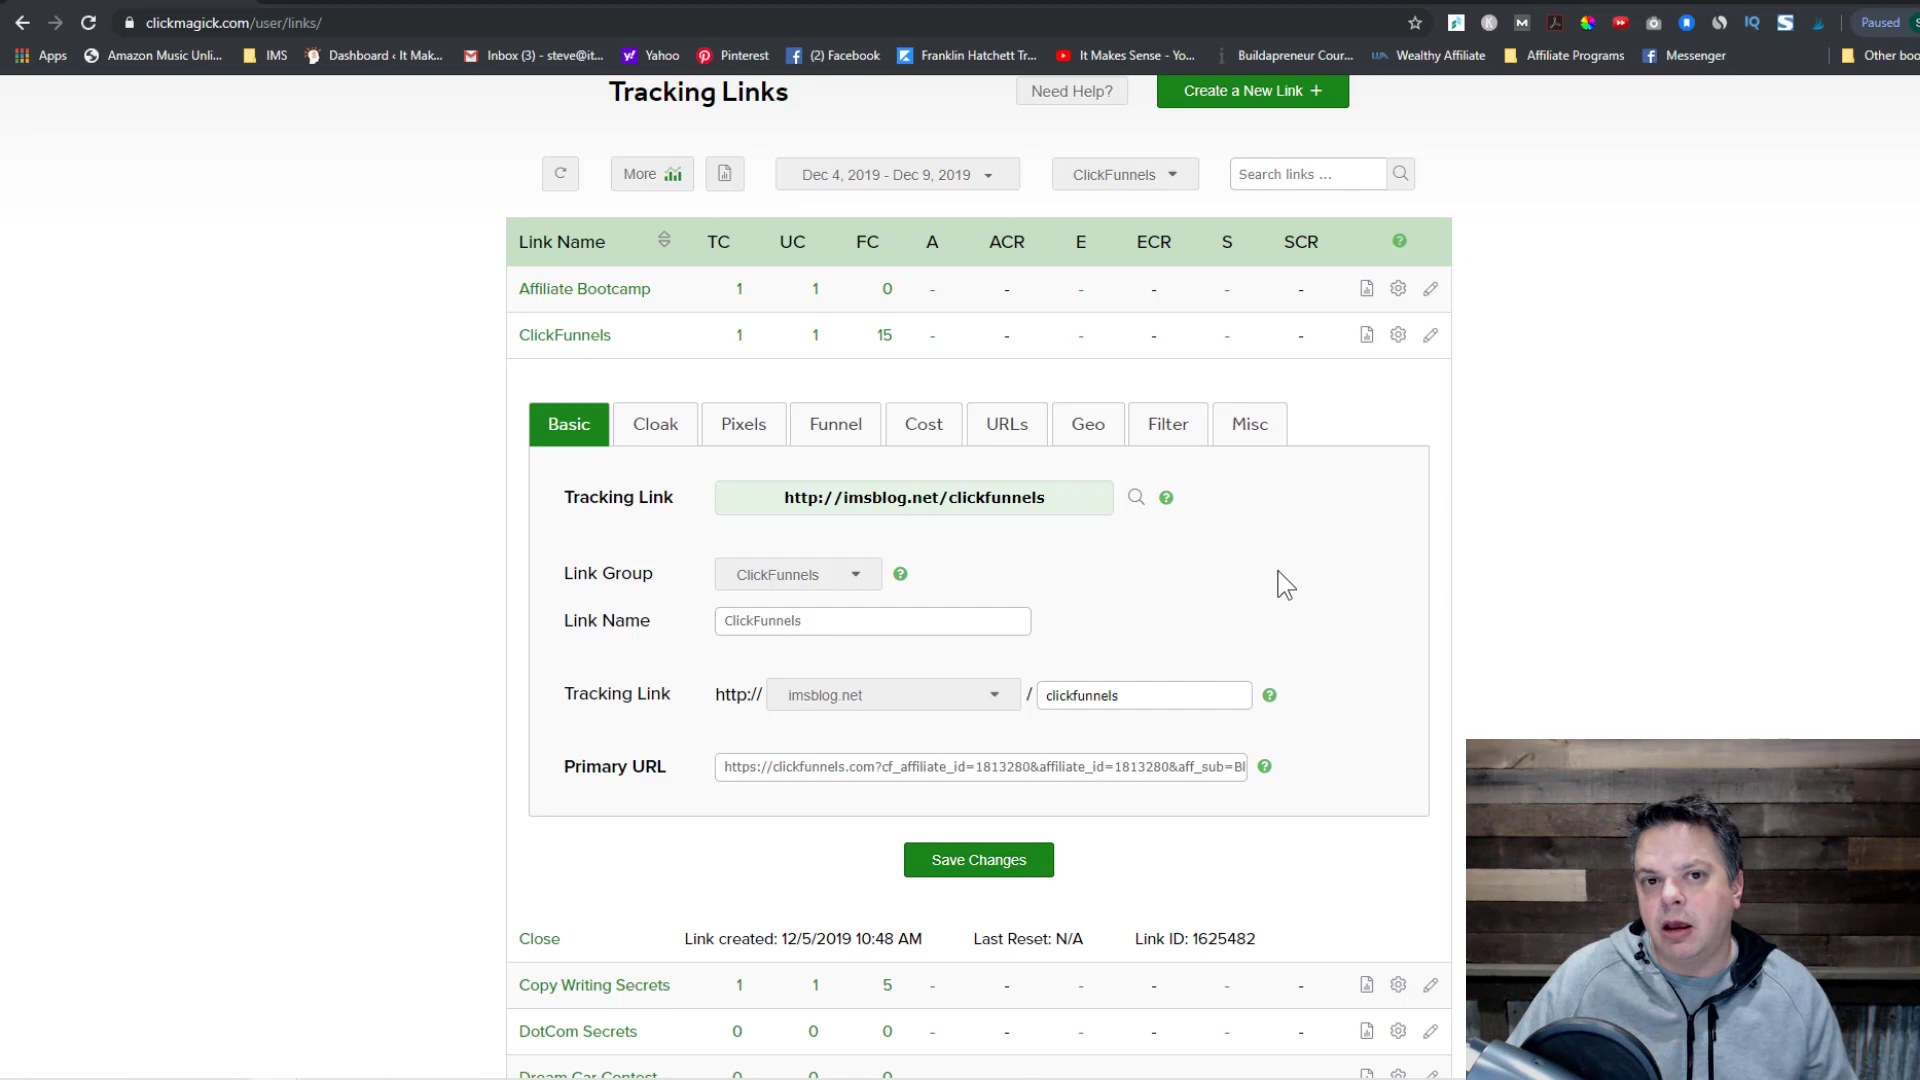 clickmagick.com/user/links/
Paused
Apps
Amazon Music Unli...
IMS
Dashboard ‹ It Mak...
Inbox (3) - steve@it...
Yahoo
Pinterest
(2) Facebook
Franklin Hatchett Tr...
It Makes Sense - Yo...
Buildapreneur Cour...
Wealthy Affiliate
Affiliate Programs
Messenger
Other boo
Tracking Links
Need Help?
Create a New Link +
More
Dec 4, 2019 - Dec 9, 2019
ClickFunnels
Search links ...
Link Name TC UC FC A ACR E ECR S SCR
Affiliate Bootcamp 1 1 0 - - - - - -
ClickFunnels 1 1 15 - - - - - -
Basic Cloak Pixels Funnel Cost URLs Geo Filter Misc
Tracking Link http://imsblog.net/clickfunnels
Link Group ClickFunnels
Link Name ClickFunnels
Tracking Link http:// imsblog.net / clickfunnels
Primary URL https://clickfunnels.com?cf_affiliate_id=1813280&affiliate_id=1813280&aff_sub=Bl
Save Changes
Close Link created: 12/5/2019 10:48 AM Last Reset: N/A Link ID: 1625482
Copy Writing Secrets 1 1 5 - - - - - -
DotCom Secrets 0 0 0 - - - - - -
Dream Car Contest 0 0 0